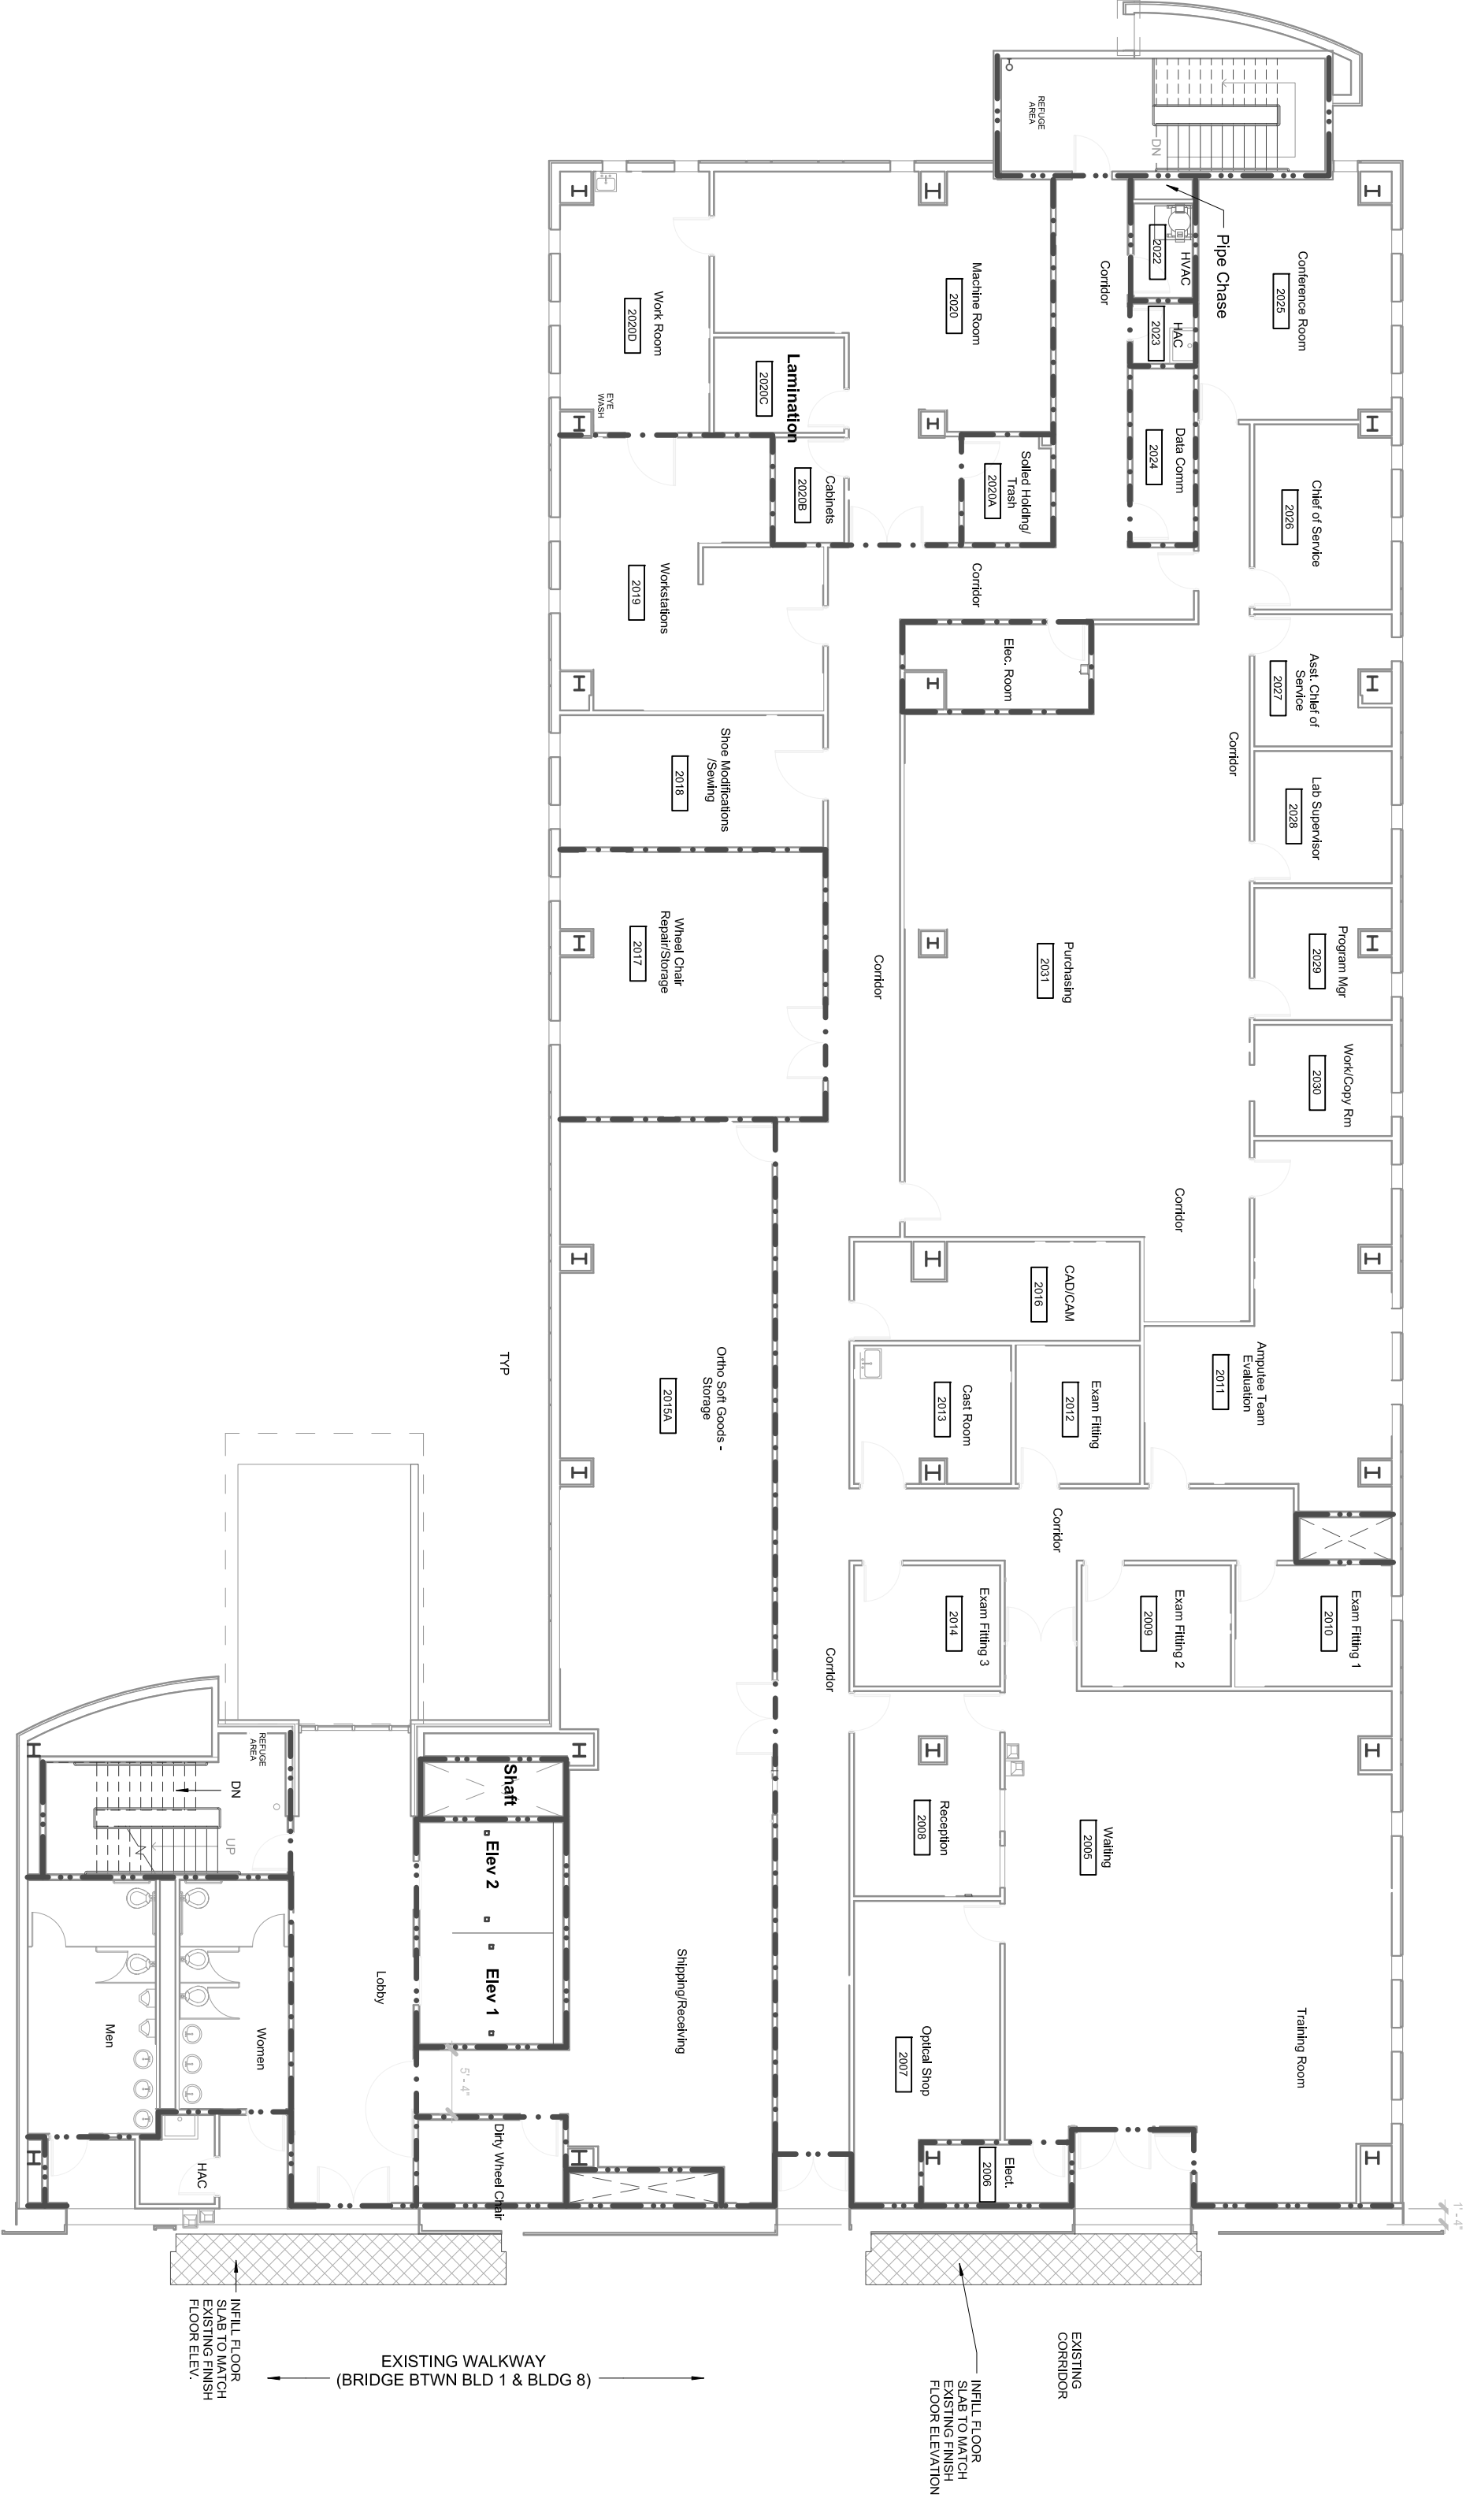 REFUGE
AREA
DN
Pipe Chase
HVAC
2022
HAC
2023
Data Comm
2024
Conference Room
2025
Chief of Service
2026
Asst. Chief of
Service
2027
Lab Supervisor
2028
Program Mgr
2029
Work/Copy Rm
2030
Corridor
Machine Room
2020
Lamination
2020C
Work Room
2020D
EYE
WASH
Soiled Holding/
Trash
2020A
Cabinets
2020B
Corridor
Elec. Room
Workstations
2019
Shoe Modifications
/Sewing
2018
Wheel Chair
Repair/Storage
2017
Corridor
Corridor
Purchasing
2031
Corridor
CAD/CAM
2016
Amputee Team
Evaluation
2011
Exam Fitting
2012
Cast Room
2013
Ortho Soft Goods -
Storage
2015A
TYP
Corridor
Exam Fitting 1
2010
Exam Fitting 2
2009
Exam Fitting 3
2014
Corridor
Waiting
2005
Reception
2008
Training Room
Optical Shop
2007
Elect.
2006
Shipping/Receiving
Shaft
Elev 2
Elev 1
5' - 4"
Dirty Wheel Chair
Lobby
REFUGE
AREA
DN
UP
Women
Men
HAC
1' - 4"
INFILL FLOOR
SLAB TO MATCH
EXISTING FINISH
FLOOR ELEV.
EXISTING WALKWAY
(BRIDGE BTWN BLD 1 & BLDG 8)
EXISTING
CORRIDOR
INFILL FLOOR
SLAB TO MATCH
EXISTING FINISH
FLOOR ELEVATION